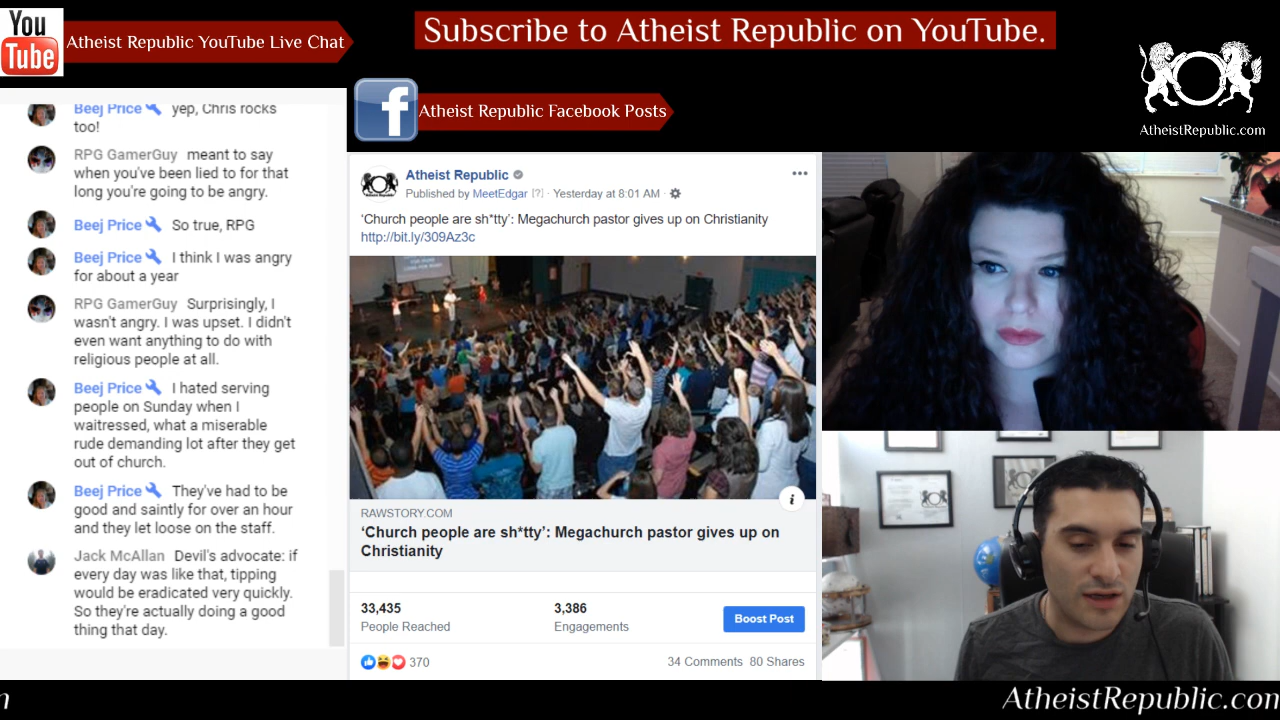 You
Tube
Atheist Republic YouTube Live Chat
Subscribe to Atheist Republic on YouTube.
AtheistRepublic.com
f
Atheist Republic Facebook Posts
Beej Price yep, Chris rocks
too!
RPG GamerGuy meant to say
when you've been lied to for that
long you're going to be angry.
Beej Price So true, RPG
Beej Price I think I was angry
for about a year
RPG GamerGuy Surprisingly, I
wasn't angry. I was upset. I didn't
even want anything to do with
religious people at all.
Beej Price I hated serving
people on Sunday when I
waitressed, what a miserable
rude demanding lot after they get
out of church.
Beej Price They've had to be
good and saintly for over an hour
and they let loose on the staff.
Jack McAllan Devil's advocate: if
every day was like that, tipping
would be eradicated very quickly.
So they're actually doing a good
thing that day.
Atheist Republic
Published by MeetEdgar [?] · Yesterday at 8:01 AM ·
‘Church people are sh*tty’: Megachurch pastor gives up on Christianity
http://bit.ly/309Az3c
i
RAWSTORY.COM
‘Church people are sh*tty’: Megachurch pastor gives up on
Christianity
33,435
People Reached
3,386
Engagements
Boost Post
370
34 Comments 80 Shares
n
AtheistRepublic.con